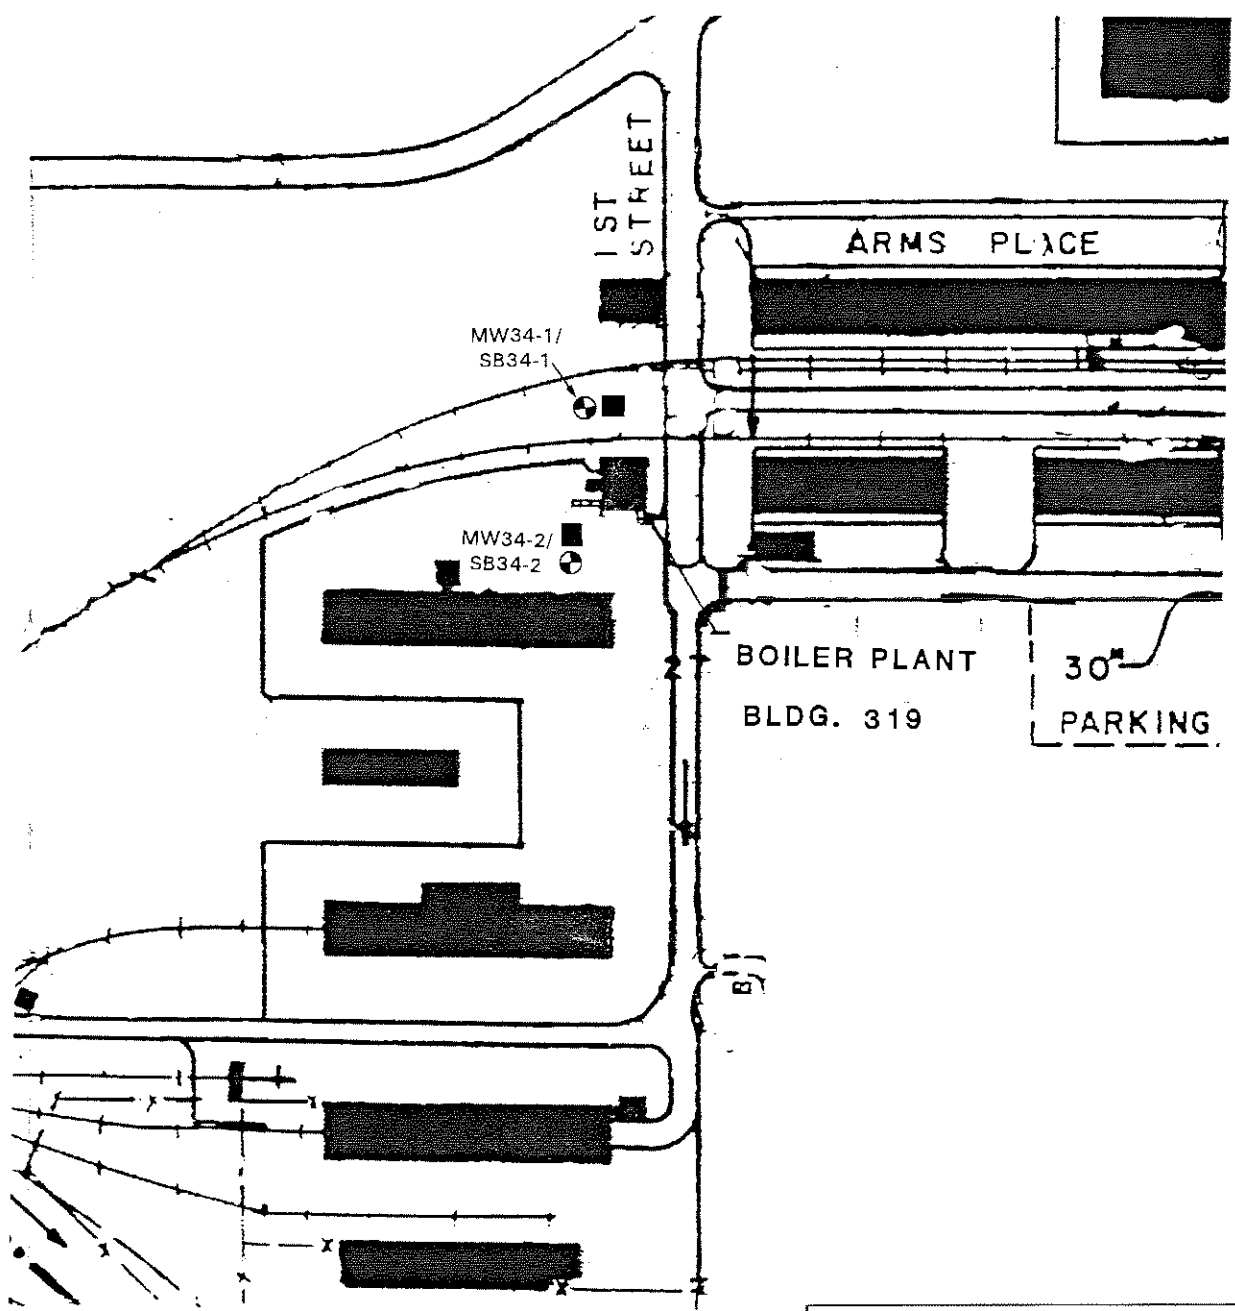 1ST
STREET
ARMS PLACE
MW34-1/
SB34-1
MW34-2/
SB34-2
BOILER PLANT
BLDG. 319
30"
PARKING